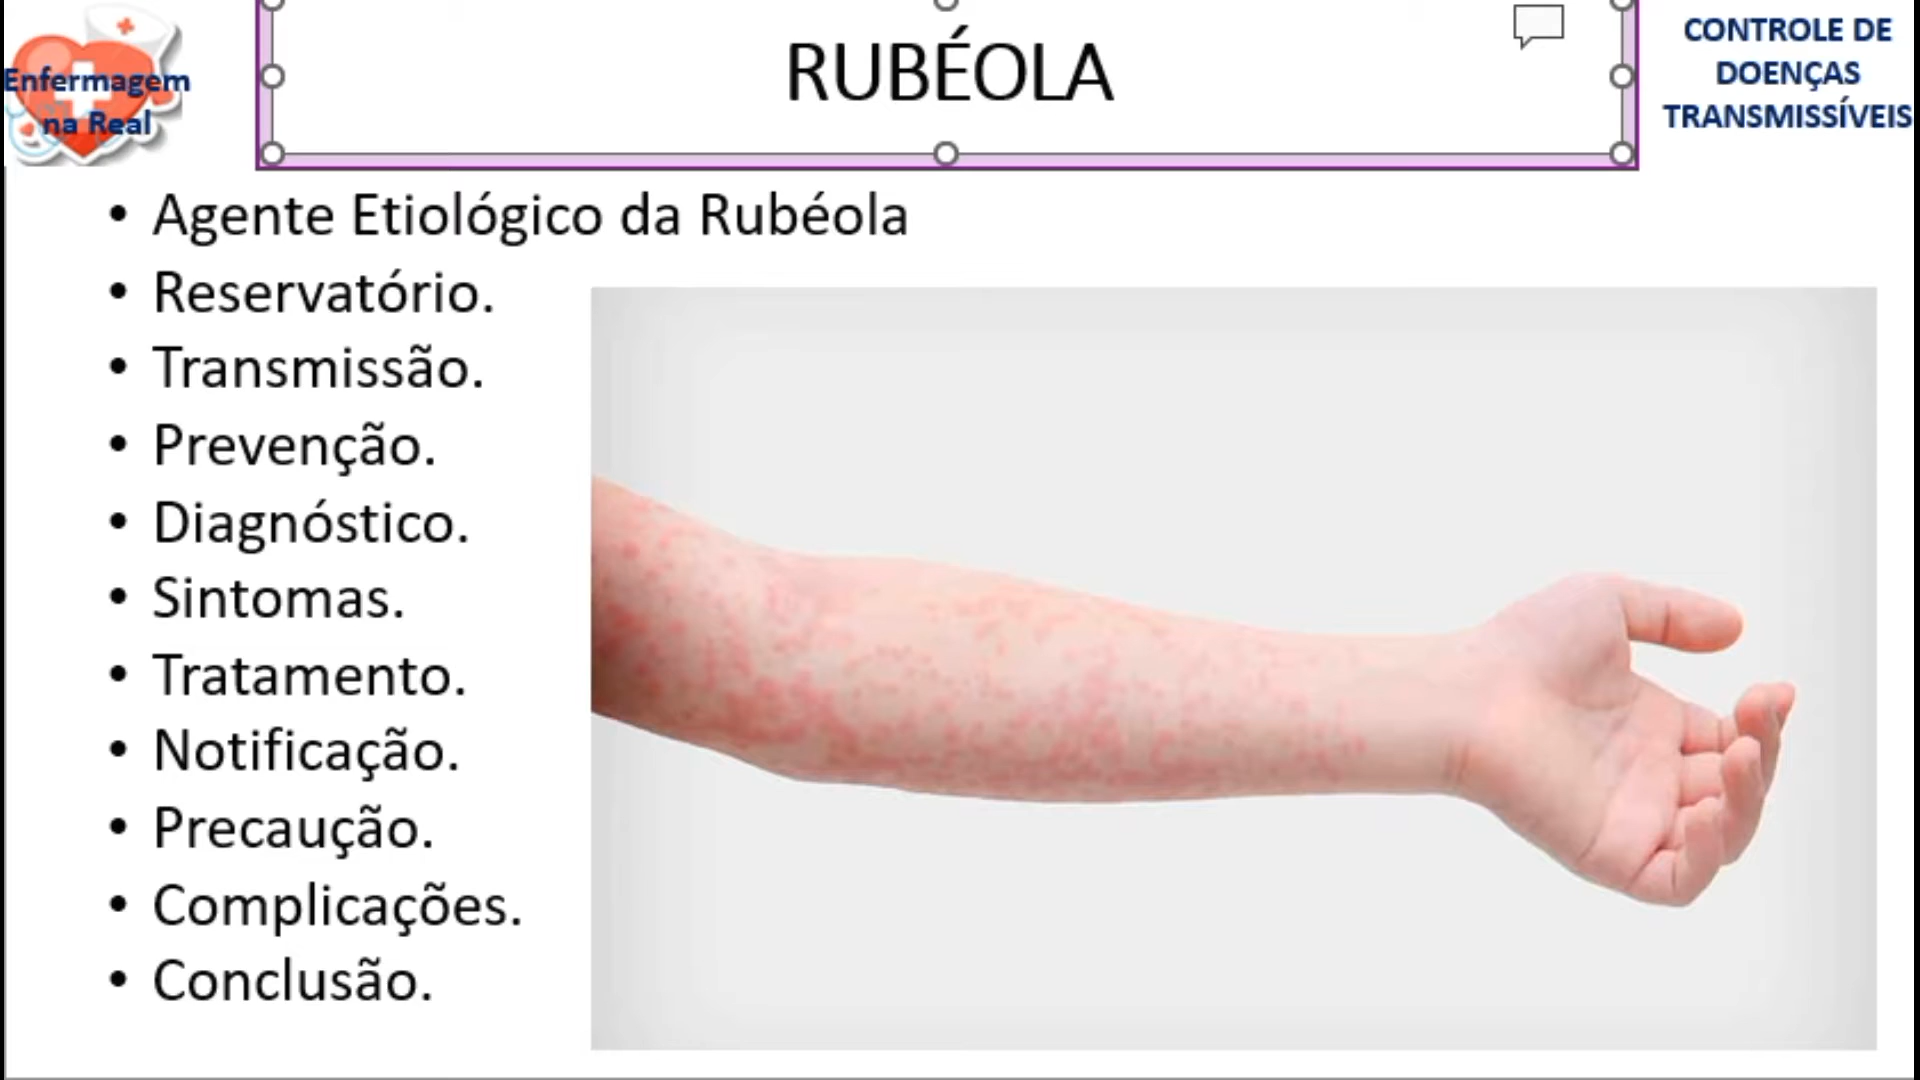 Enfermagem
na Real
RUBÉOLA
CONTROLE DE
DOENÇAS
TRANSMISSÍVEIS
• Agente Etiológico da Rubéola
• Reservatório.
• Transmissão.
• Prevenção.
• Diagnóstico.
• Sintomas.
• Tratamento.
• Notificação.
• Precaução.
• Complicações.
• Conclusão.